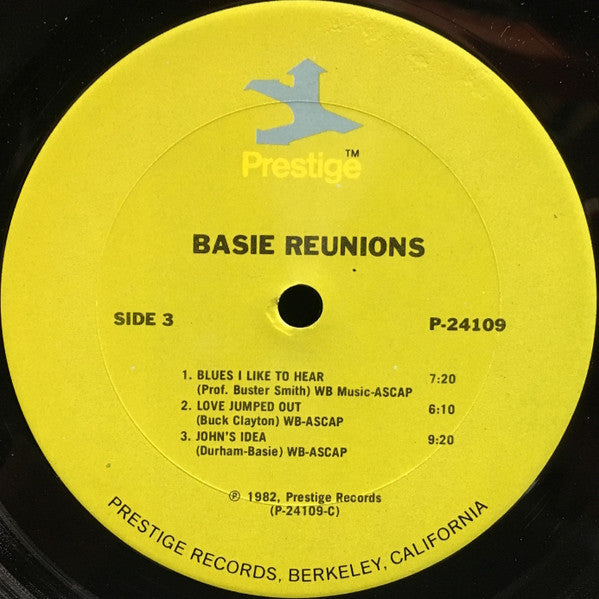 Prestige™
BASIE REUNIONS
SIDE 3
P-24109
1. BLUES I LIKE TO HEAR 7:20
(Prof. Buster Smith) WB Music-ASCAP
2. LOVE JUMPED OUT 6:10
(Buck Clayton) WB-ASCAP
3. JOHN'S IDEA 9:20
(Durham-Basie) WB-ASCAP
℗ 1982, Prestige Records
(P-24109-C)
PRESTIGE RECORDS, BERKELEY, CALIFORNIA